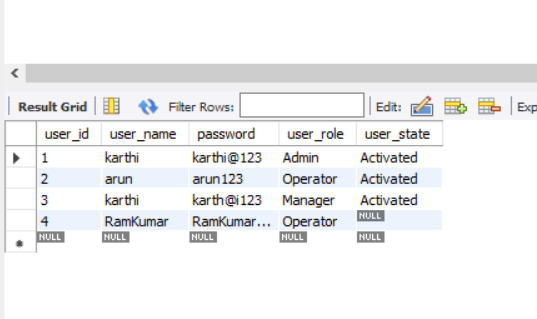 Result Grid Filter Rows: Edit: Exp
user_id user_name password user_role user_state
1 karthi karthi@123 Admin Activated
2 arun arun123 Operator Activated
3 karthi karth@i123 Manager Activated
4 RamKumar RamKumar... Operator NULL
NULL NULL NULL NULL NULL